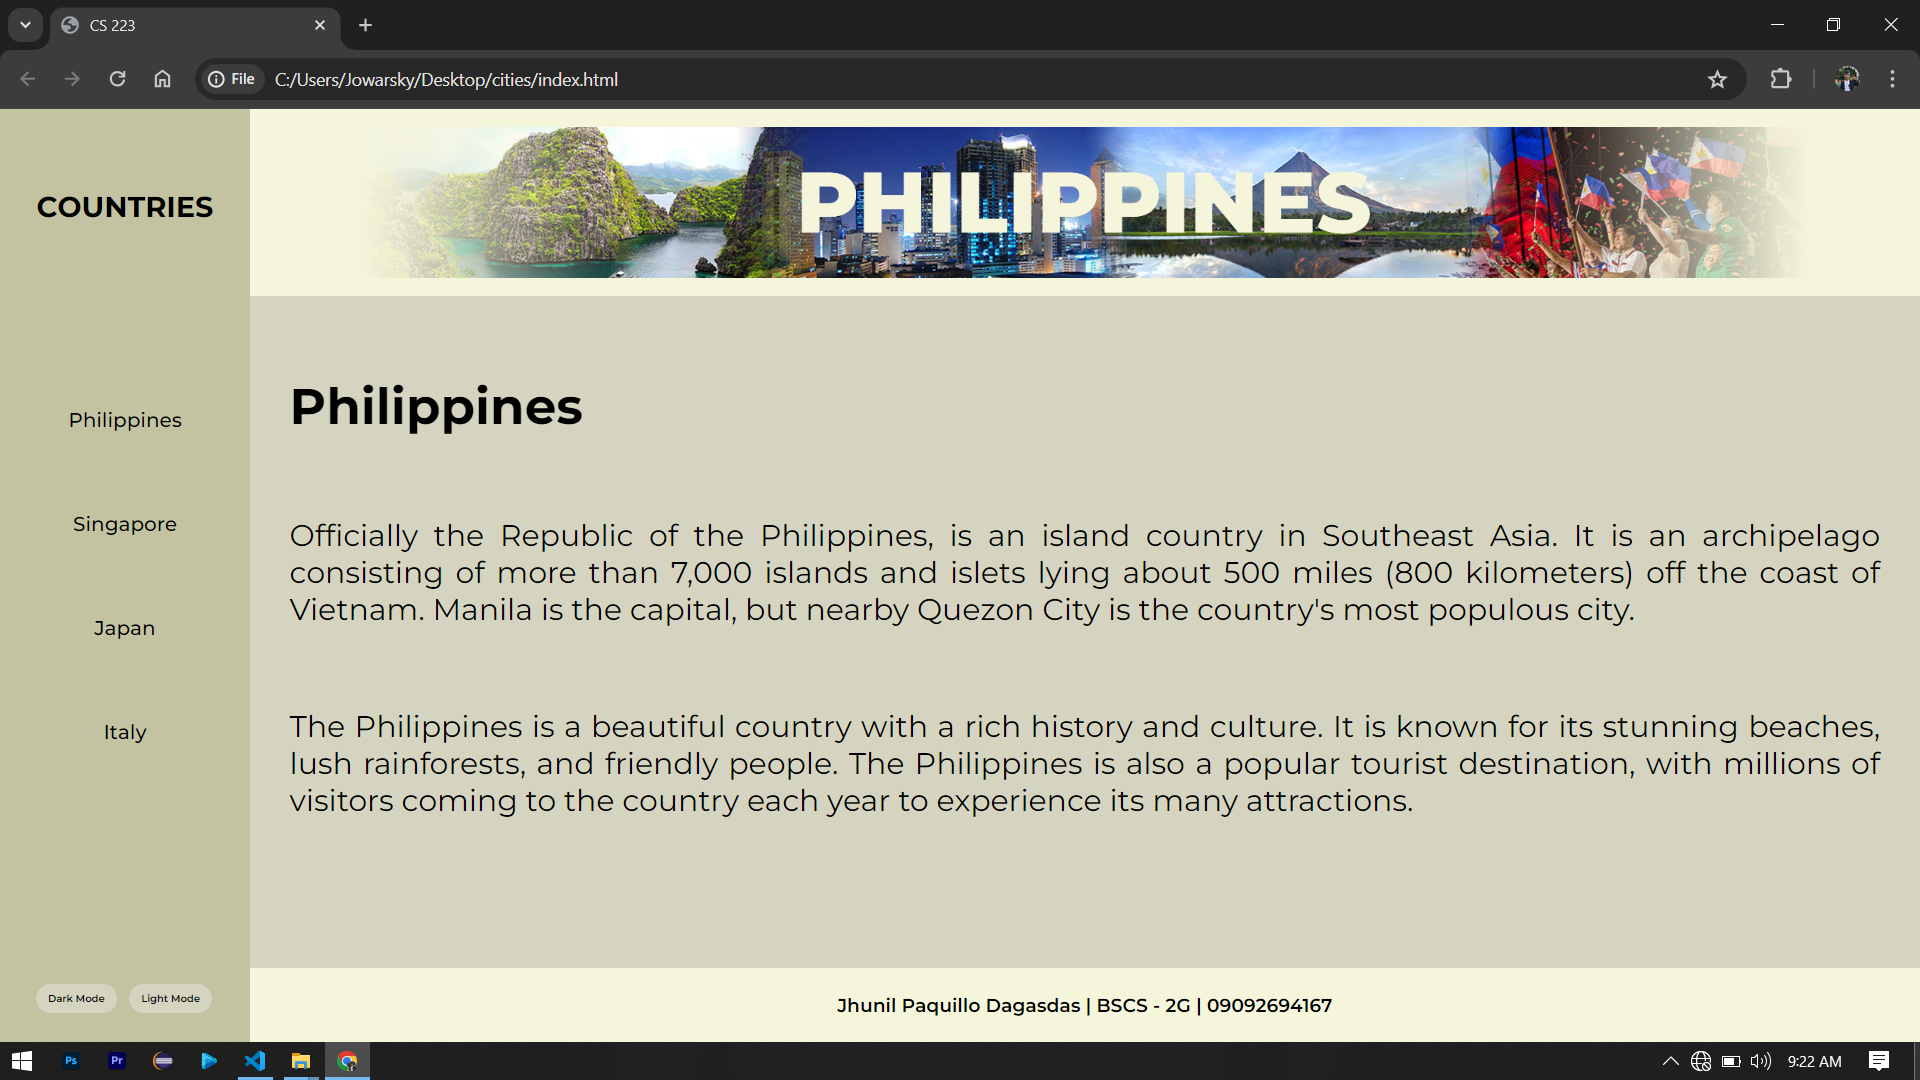 CS 223
File
C:/Users/Jowarsky/Desktop/cities/index.html
COUNTRIES
Philippines
Singapore
Japan
Italy
Dark Mode
Light Mode
PHILIPPINES
Philippines
Officially the Republic of the Philippines, is an island country in Southeast Asia. It is an archipelago
consisting of more than 7,000 islands and islets lying about 500 miles (800 kilometers) off the coast of
Vietnam. Manila is the capital, but nearby Quezon City is the country's most populous city.
The Philippines is a beautiful country with a rich history and culture. It is known for its stunning beaches,
lush rainforests, and friendly people. The Philippines is also a popular tourist destination, with millions of
visitors coming to the country each year to experience its many attractions.
Jhunil Paquillo Dagasdas | BSCS - 2G | 09092694167
Ps
Pr
9:22 AM